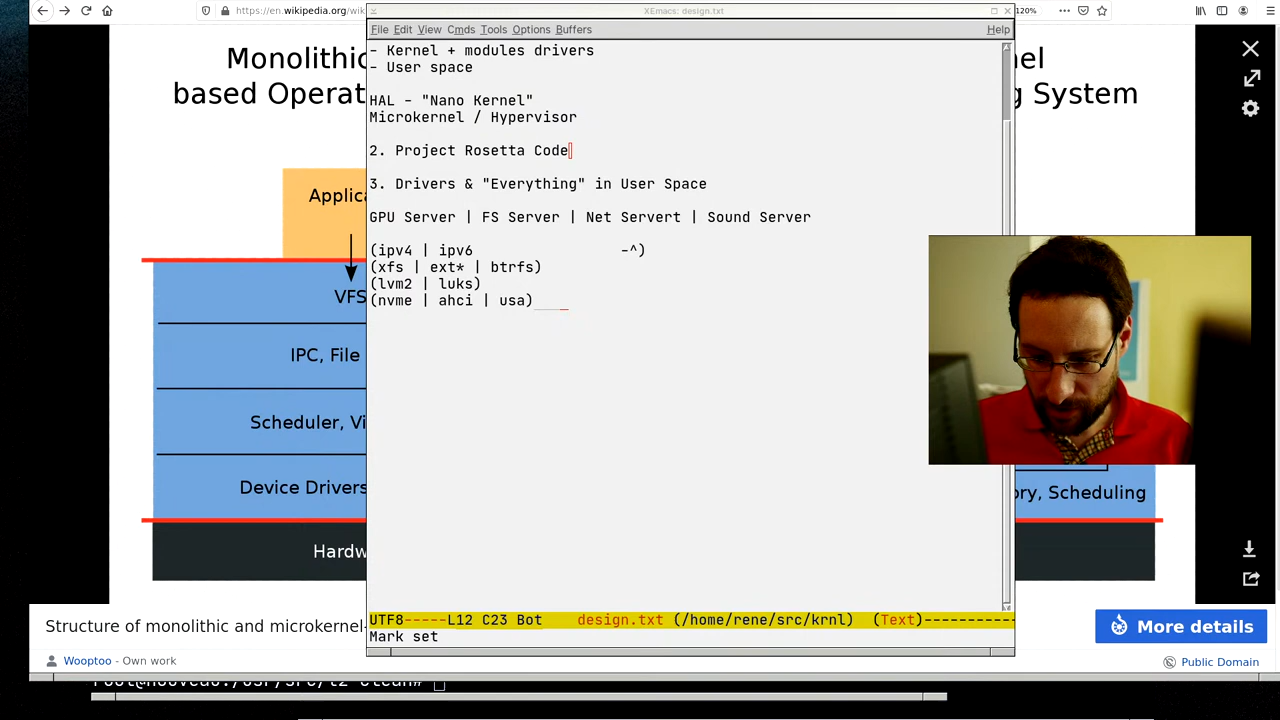 https://en.wikipedia.org/wik
120%
XEmacs: design.txt
File Edit View Cmds Tools Options Buffers Help
- Kernel + modules drivers
- User space
HAL - "Nano Kernel"
Microkernel / Hypervisor
2. Project Rosetta Code
3. Drivers & "Everything" in User Space
GPU Server | FS Server | Net Servert | Sound Server
(ipv4 | ipv6 -^)
(xfs | ext* | btrfs)
(lvm2 | luks)
(nvme | ahci | usa)
UTF8-----L12 C23 Bot design.txt (/home/rene/src/krnl) (Text)
Mark set
Monolithic
based Operat
g System
Applica
VFS
IPC, File
Scheduler, Vi
Device Drivers
ory, Scheduling
Hardw
Structure of monolithic and microkernel-
More details
Wooptoo - Own work
Public Domain